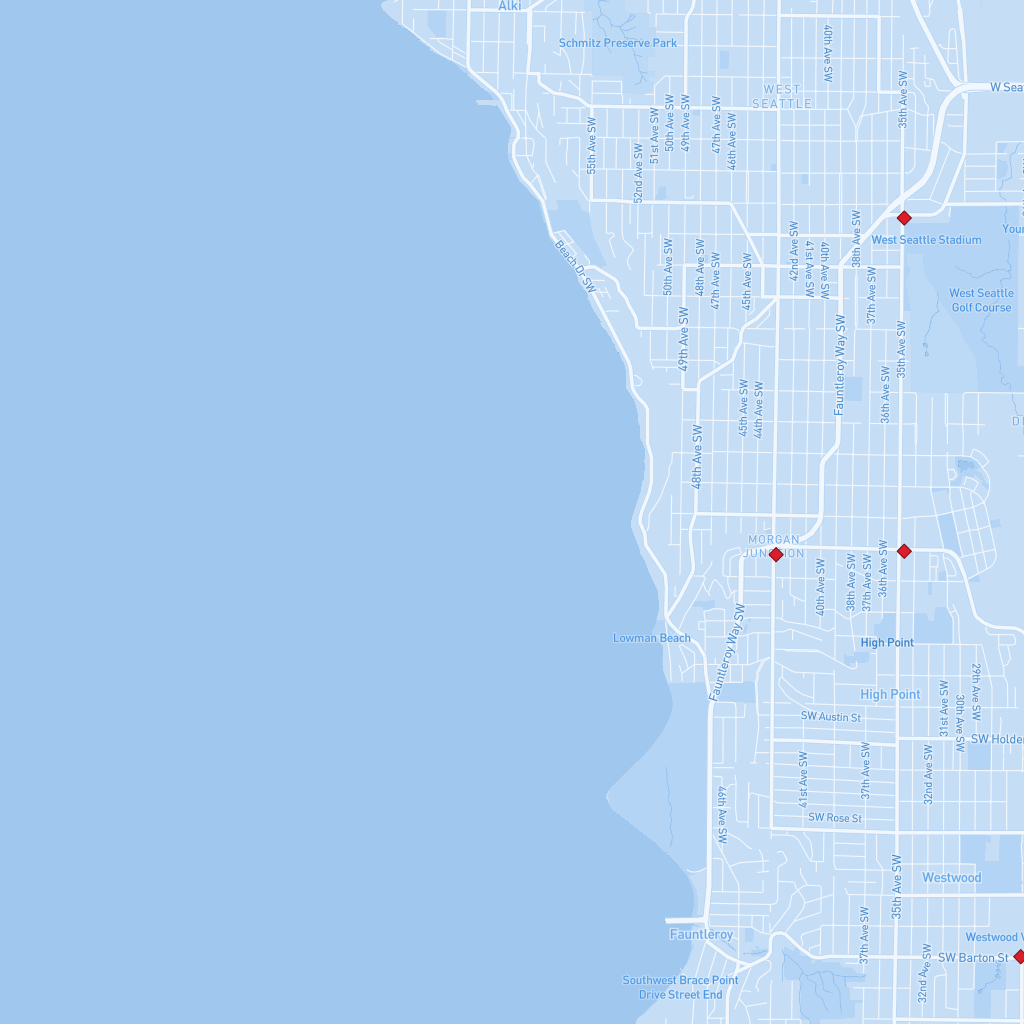 Alki
Schmitz Preserve Park
40th Ave SW
WEST
SEATTLE
35th Ave SW
55th Ave SW
52nd Ave SW
51st Ave SW
50th Ave SW
49th Ave SW
47th Ave SW
46th Ave SW
West Seattle Stadium
Beach Dr SW
50th Ave SW
48th Ave SW
47th Ave SW
45th Ave SW
42nd Ave SW
41st Ave SW
40th Ave SW
38th Ave SW
37th Ave SW
West Seattle
Golf Course
49th Ave SW
Fauntleroy Way SW
35th Ave SW
36th Ave SW
45th Ave SW
44th Ave SW
48th Ave SW
MORGAN
JUNCTION
40th Ave SW
38th Ave SW
37th Ave SW
36th Ave SW
Lowman Beach
Fauntleroy Way SW
High Point
High Point
SW Austin St
31st Ave SW
30th Ave SW
29th Ave SW
41st Ave SW
37th Ave SW
32nd Ave SW
46th Ave SW
SW Rose St
35th Ave SW
Westwood
Fauntleroy
37th Ave SW
32nd Ave SW
SW Barton St
Southwest Brace Point
Drive Street End